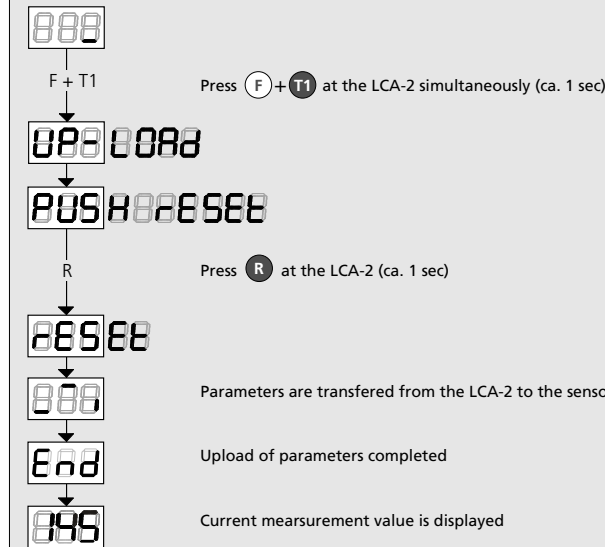 F + T1
Press F + T1 at the LCA-2 simultaneously (ca. 1 sec)
UP-LOAd
PUSH rESEt
R
Press R at the LCA-2 (ca. 1 sec)
rESEt
Parameters are transfered from the LCA-2 to the senso
End
Upload of parameters completed
195
Current mearsurement value is displayed